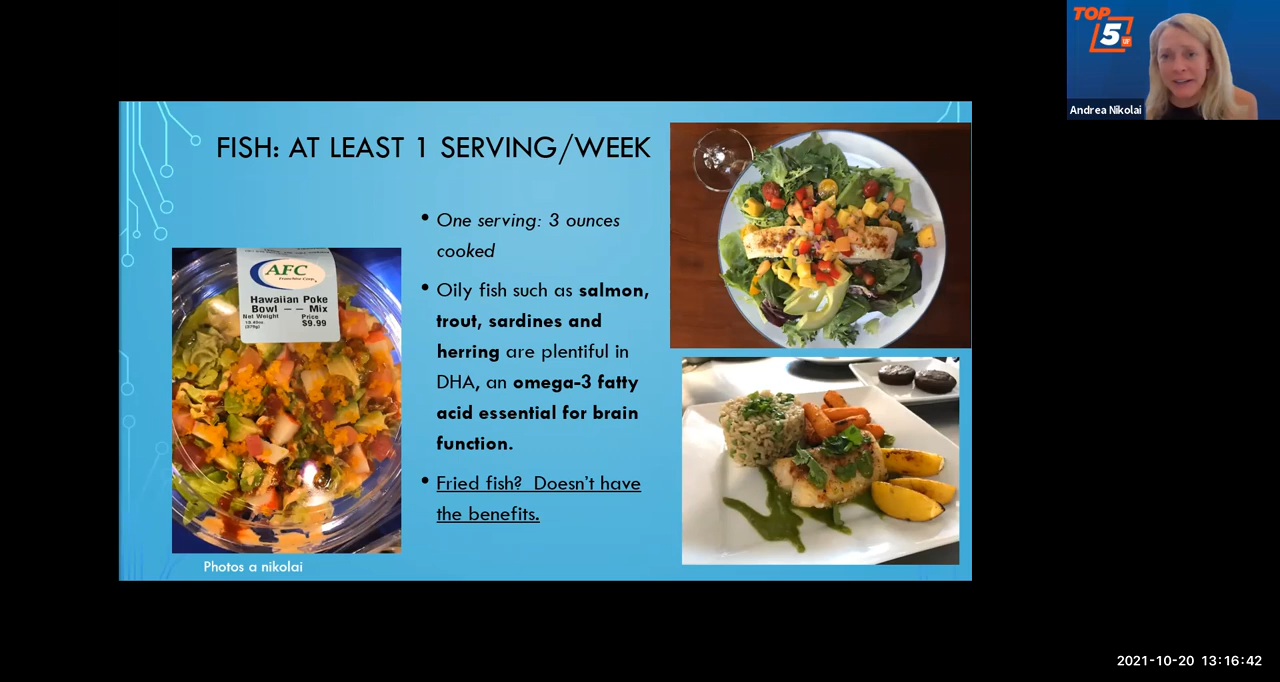 TOP
5
UF
Andrea Nikolai
FISH: AT LEAST 1 SERVING/WEEK
• One serving: 3 ounces
cooked
• Oily fish such as salmon,
trout, sardines and
herring are plentiful in
DHA, an omega-3 fatty
acid essential for brain
function.
• Fried fish?  Doesn't have
the benefits.
AFC
Franchise Corp.
Hawaiian Poke
Bowl – – Mix
Net Weight Price
$9.99
Photos a nikolai
2021-10-20 13:16:42